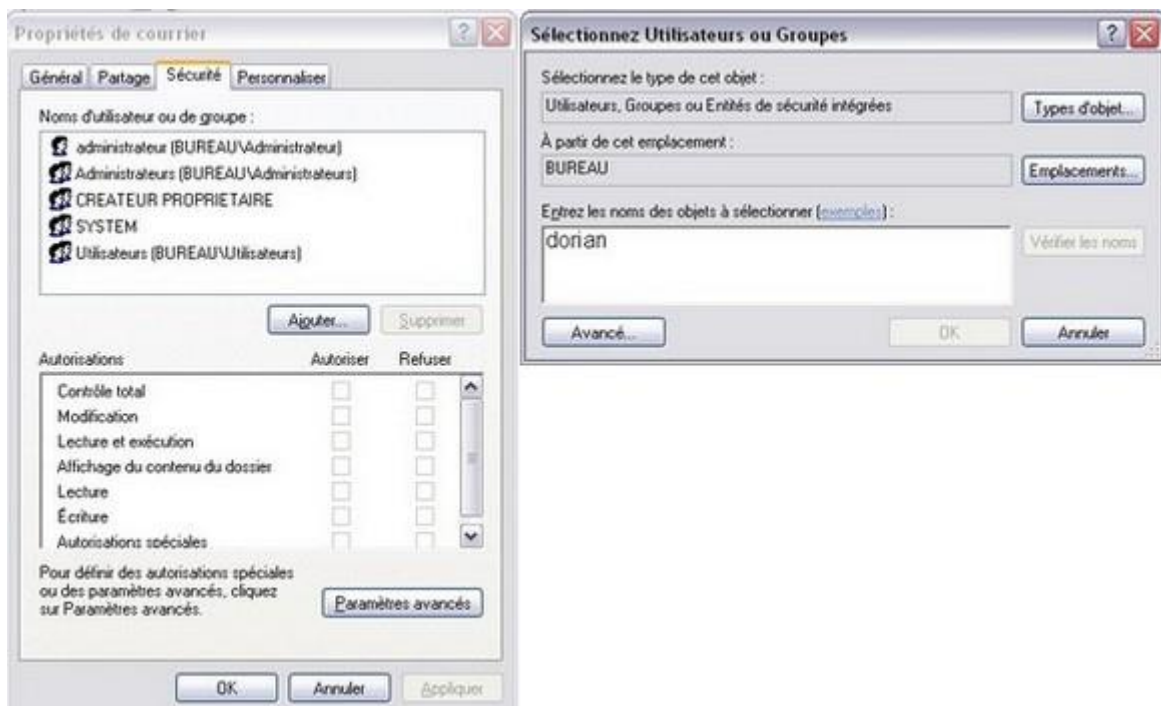 Propriétés de courrier
Général Partage Sécurité Personnaliser
Noms d'utilisateur ou de groupe :
administrateur (BUREAU\Administrateur)
Administrateurs (BUREAU\Administrateurs)
CREATEUR PROPRIETAIRE
SYSTEM
Utilisateurs (BUREAU\Utilisateurs)
Ajouter... Supprimer
Autorisations Autoriser Refuser
Contrôle total
Modification
Lecture et exécution
Affichage du contenu du dossier
Lecture
Écriture
Autorisations spéciales
Pour définir des autorisations spéciales
ou des paramètres avancés, cliquez
sur Paramètres avancés.
Paramètres avancés
OK Annuler Appliquer
Sélectionnez Utilisateurs ou Groupes
Sélectionnez le type de cet objet :
Utilisateurs, Groupes ou Entités de sécurité intégrées Types d'objet...
À partir de cet emplacement :
BUREAU Emplacements...
Entrez les noms des objets à sélectionner (exemples) :
dorian Vérifier les noms
Avancé... OK Annuler